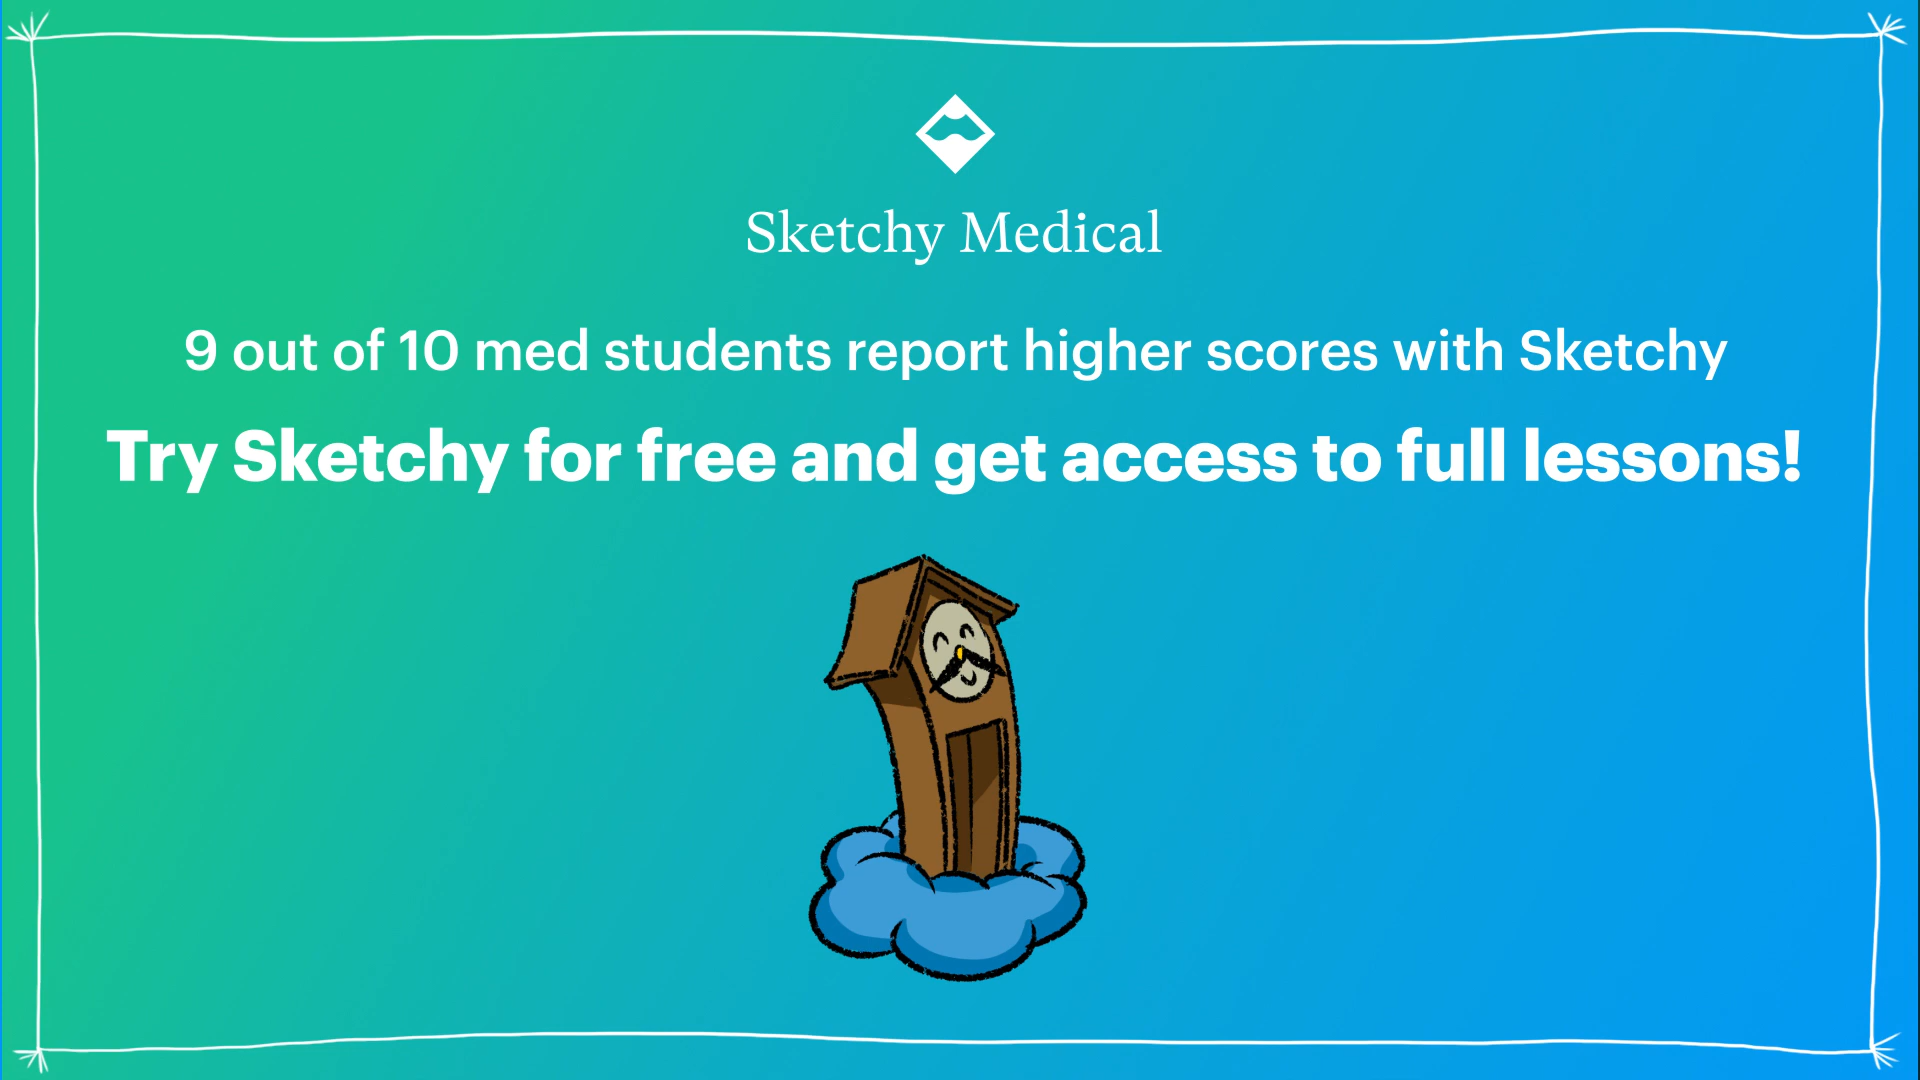 Sketchy Medical
9 out of 10 med students report higher scores with Sketchy
Try Sketchy for free and get access to full lessons!